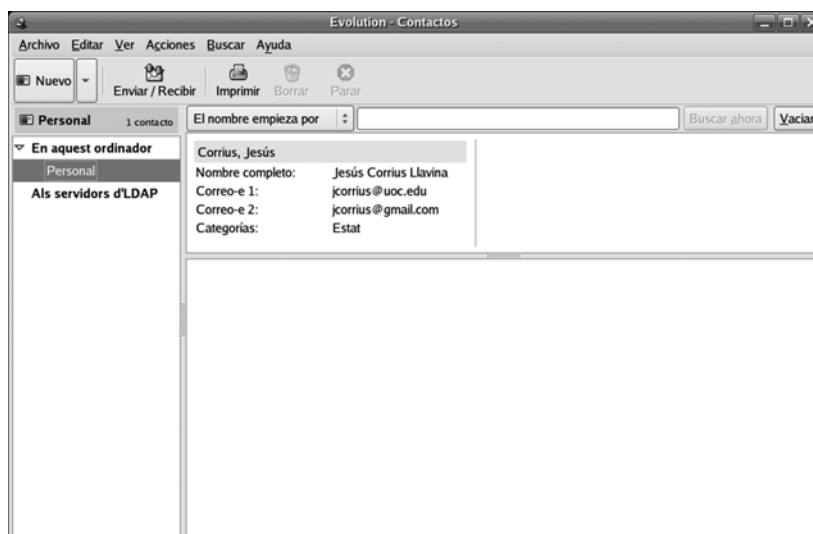 Evolution - Contactos
Archivo Editar Ver Acciones Buscar Ayuda
Nuevo Enviar / Recibir Imprimir Borrar Parar
Personal 1 contacto El nombre empieza por Buscar ahora Vaciar
En aquest ordinador
Personal
Als servidors d'LDAP
Corrius, Jesús
Nombre completo: Jesús Corrius Llavina
Correo-e 1: jcorrius@uoc.edu
Correo-e 2: jcorrius@gmail.com
Categorías: Estat